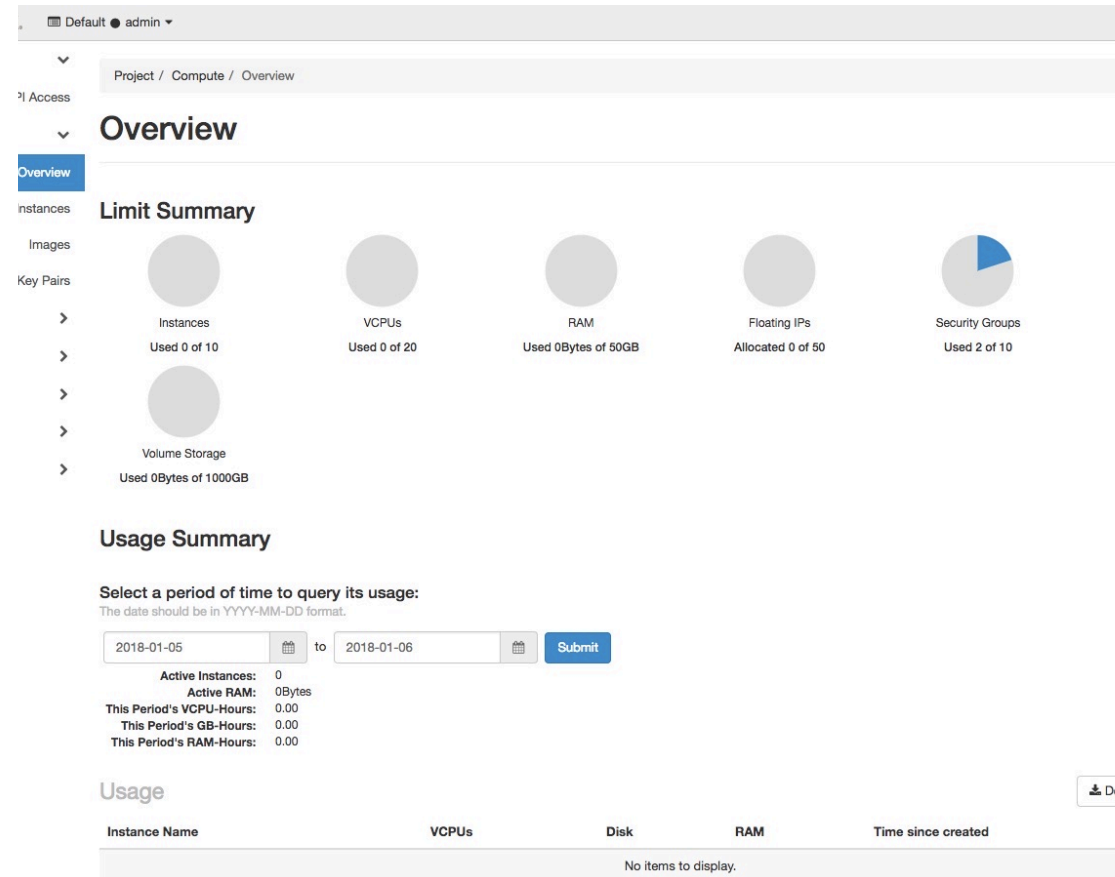 Default ● admin
Project / Compute / Overview
PI Access
Overview
Overview
Instances
Images
Key Pairs
Limit Summary
Instances
Used 0 of 10
VCPUs
Used 0 of 20
RAM
Used 0Bytes of 50GB
Floating IPs
Allocated 0 of 50
Security Groups
Used 2 of 10
Volume Storage
Used 0Bytes of 1000GB
Usage Summary
Select a period of time to query its usage:
The date should be in YYYY-MM-DD format.
2018-01-05 to 2018-01-06 Submit
Active Instances: 0
Active RAM: 0Bytes
This Period's VCPU-Hours: 0.00
This Period's GB-Hours: 0.00
This Period's RAM-Hours: 0.00
Usage
Instance Name VCPUs Disk RAM Time since created
No items to display.